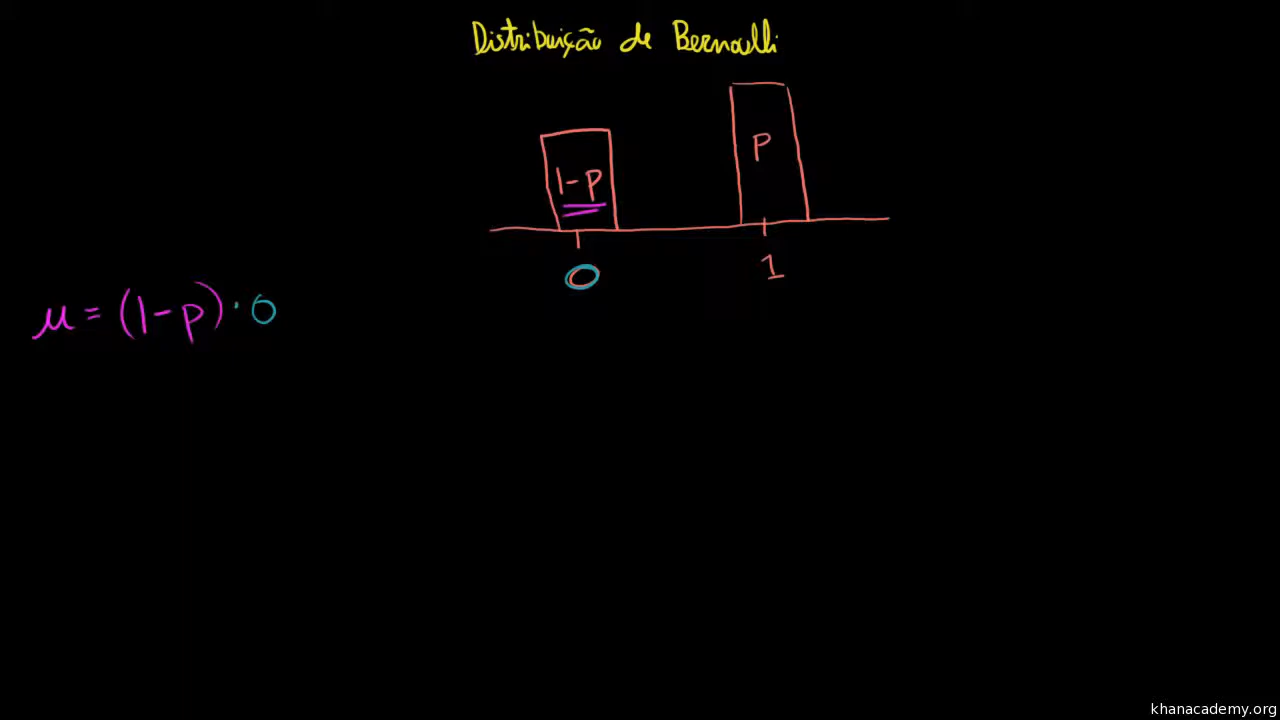 Distribuição de Bernoulli
1-p
p
0
1
μ = (1-p) · 0
khanacademy.org